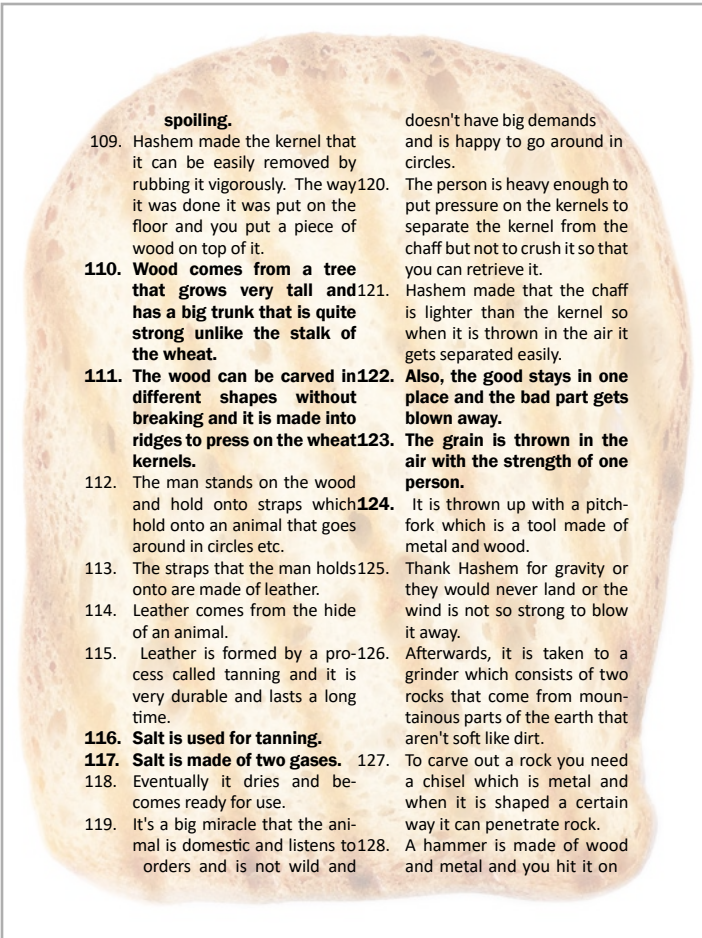 spoiling.
109. Hashem made the kernel that
it can be easily removed by
rubbing it vigorously. The way
it was done it was put on the
floor and you put a piece of
wood on top of it.
110. Wood comes from a tree
that grows very tall and
has a big trunk that is quite
strong unlike the stalk of
the wheat.
111. The wood can be carved in
different shapes without
breaking and it is made into
ridges to press on the wheat
kernels.
112. The man stands on the wood
and hold onto straps which
hold onto an animal that goes
around in circles etc.
113. The straps that the man holds
onto are made of leather.
114. Leather comes from the hide
of an animal.
115. Leather is formed by a pro-
cess called tanning and it is
very durable and lasts a long
time.
116. Salt is used for tanning.
117. Salt is made of two gases.
118. Eventually it dries and be-
comes ready for use.
119. It's a big miracle that the ani-
mal is domestic and listens to
orders and is not wild and
doesn't have big demands
and is happy to go around in
circles.
120. The person is heavy enough to
put pressure on the kernels to
separate the kernel from the
chaff but not to crush it so that
you can retrieve it.
121. Hashem made that the chaff
is lighter than the kernel so
when it is thrown in the air it
gets separated easily.
122. Also, the good stays in one
place and the bad part gets
blown away.
123. The grain is thrown in the
air with the strength of one
person.
124. It is thrown up with a pitch-
fork which is a tool made of
metal and wood.
125. Thank Hashem for gravity or
they would never land or the
wind is not so strong to blow
it away.
126. Afterwards, it is taken to a
grinder which consists of two
rocks that come from moun-
tainous parts of the earth that
aren't soft like dirt.
127. To carve out a rock you need
a chisel which is metal and
when it is shaped a certain
way it can penetrate rock.
128. A hammer is made of wood
and metal and you hit it on